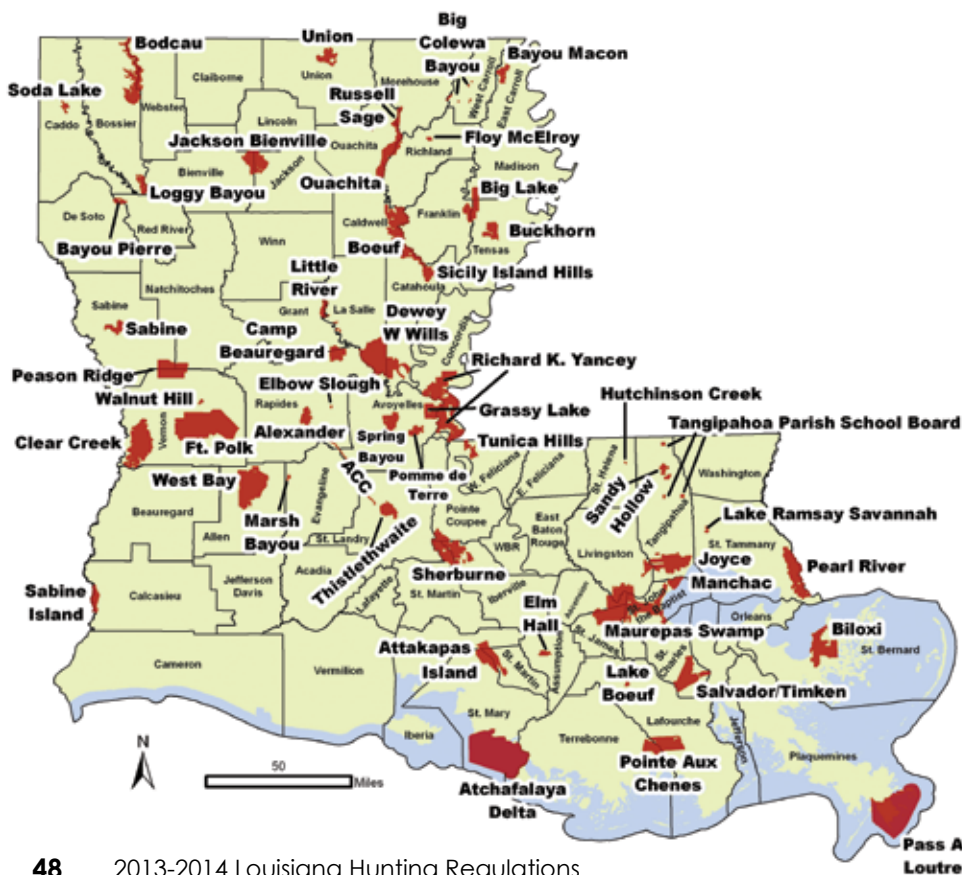 Big
Colewa
Bayou
Bodcau
Union
Bayou Macon
Claiborne
Union
Morehouse
West Carroll
East Carroll
Soda Lake
Webster
Russell
Sage
Caddo
Bossier
Lincoln
Floy McElroy
Jackson Bienville
Ouachita
Richland
Madison
Bienville
Jackson
Loggy Bayou
Ouachita
Big Lake
De Soto
Red River
Caldwell
Franklin
Buckhorn
Bayou Pierre
Winn
Boeuf
Tensas
Little
River
Sicily Island Hills
Natchitoches
Catahoula
Sabine
Grant
La Salle
Dewey
W Wills
Concordia
Sabine
Camp
Beauregard
Richard K. Yancey
Peason Ridge
Elbow Slough
Hutchinson Creek
Walnut Hill
Rapides
Avoyelles
Grassy Lake
Tangipahoa Parish School Board
Clear Creek
Vernon
Ft. Polk
Alexander
Spring
Bayou
Tunica Hills
W. Feliciana
E. Feliciana
St. Helena
Washington
West Bay
ACC
Pomme de
Terre
Sandy
Hollow
Tangipahoa
Beauregard
Evangeline
Pointe
Coupee
East
Baton
Rouge
Lake Ramsay Savannah
Marsh
Bayou
Allen
St. Landry
Thistlethwaite
WBR
Livingston
St. Tammany
Joyce
Acadia
Sherburne
Manchac
Pearl River
Sabine
Island
Calcasieu
Jefferson
Davis
Lafayette
St. Martin
Iberville
Ascension
St. John
the
Baptist
Elm
Hall
Maurepas Swamp
Orleans
Biloxi
St. James
St. Bernard
Attakapas
Island
St. Martin
Assumption
St. Charles
Cameron
Vermilion
Lake
Boeuf
Salvador/Timken
St. Mary
Lafourche
Iberia
Terrebonne
Jefferson
Plaquemines
Pointe Aux
Chenes
N
50
Miles
Atchafalaya
Delta
Pass A
Loutre
48 2013-2014 Louisiana Hunting Regulations